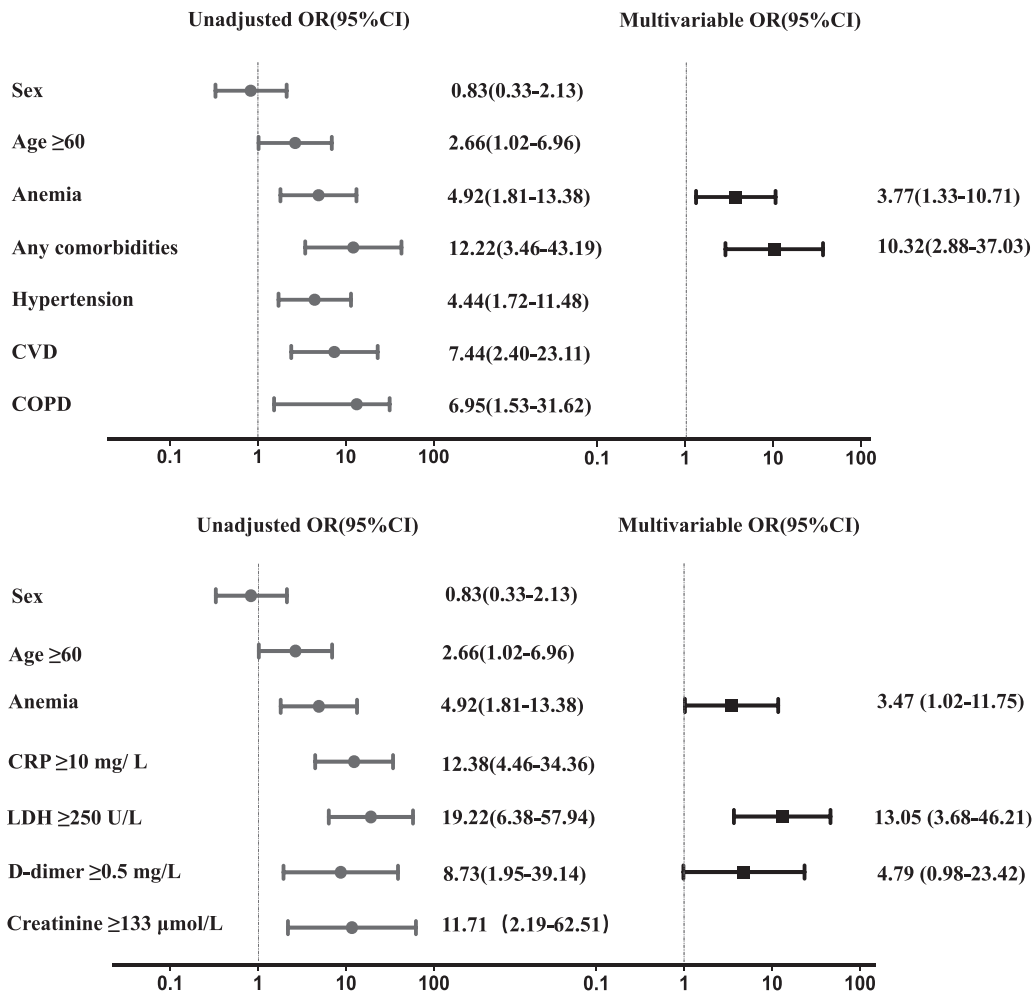 Unadjusted OR(95%CI) Multivariable OR(95%CI)
Sex 0.83(0.33-2.13)
Age ≥60 2.66(1.02-6.96)
Anemia 4.92(1.81-13.38) 3.77(1.33-10.71)
Any comorbidities 12.22(3.46-43.19) 10.32(2.88-37.03)
Hypertension 4.44(1.72-11.48)
CVD 7.44(2.40-23.11)
COPD 6.95(1.53-31.62)
0.1 1 10 100 0.1 1 10 100
Unadjusted OR(95%CI) Multivariable OR(95%CI)
Sex 0.83(0.33-2.13)
Age ≥60 2.66(1.02-6.96)
Anemia 4.92(1.81-13.38) 3.47 (1.02-11.75)
CRP ≥10 mg/ L 12.38(4.46-34.36)
LDH ≥250 U/L 19.22(6.38-57.94) 13.05 (3.68-46.21)
D-dimer ≥0.5 mg/L 8.73(1.95-39.14) 4.79 (0.98-23.42)
Creatinine ≥133 μmol/L 11.71 (2.19-62.51)
0.1 1 10 100 0.1 1 10 100